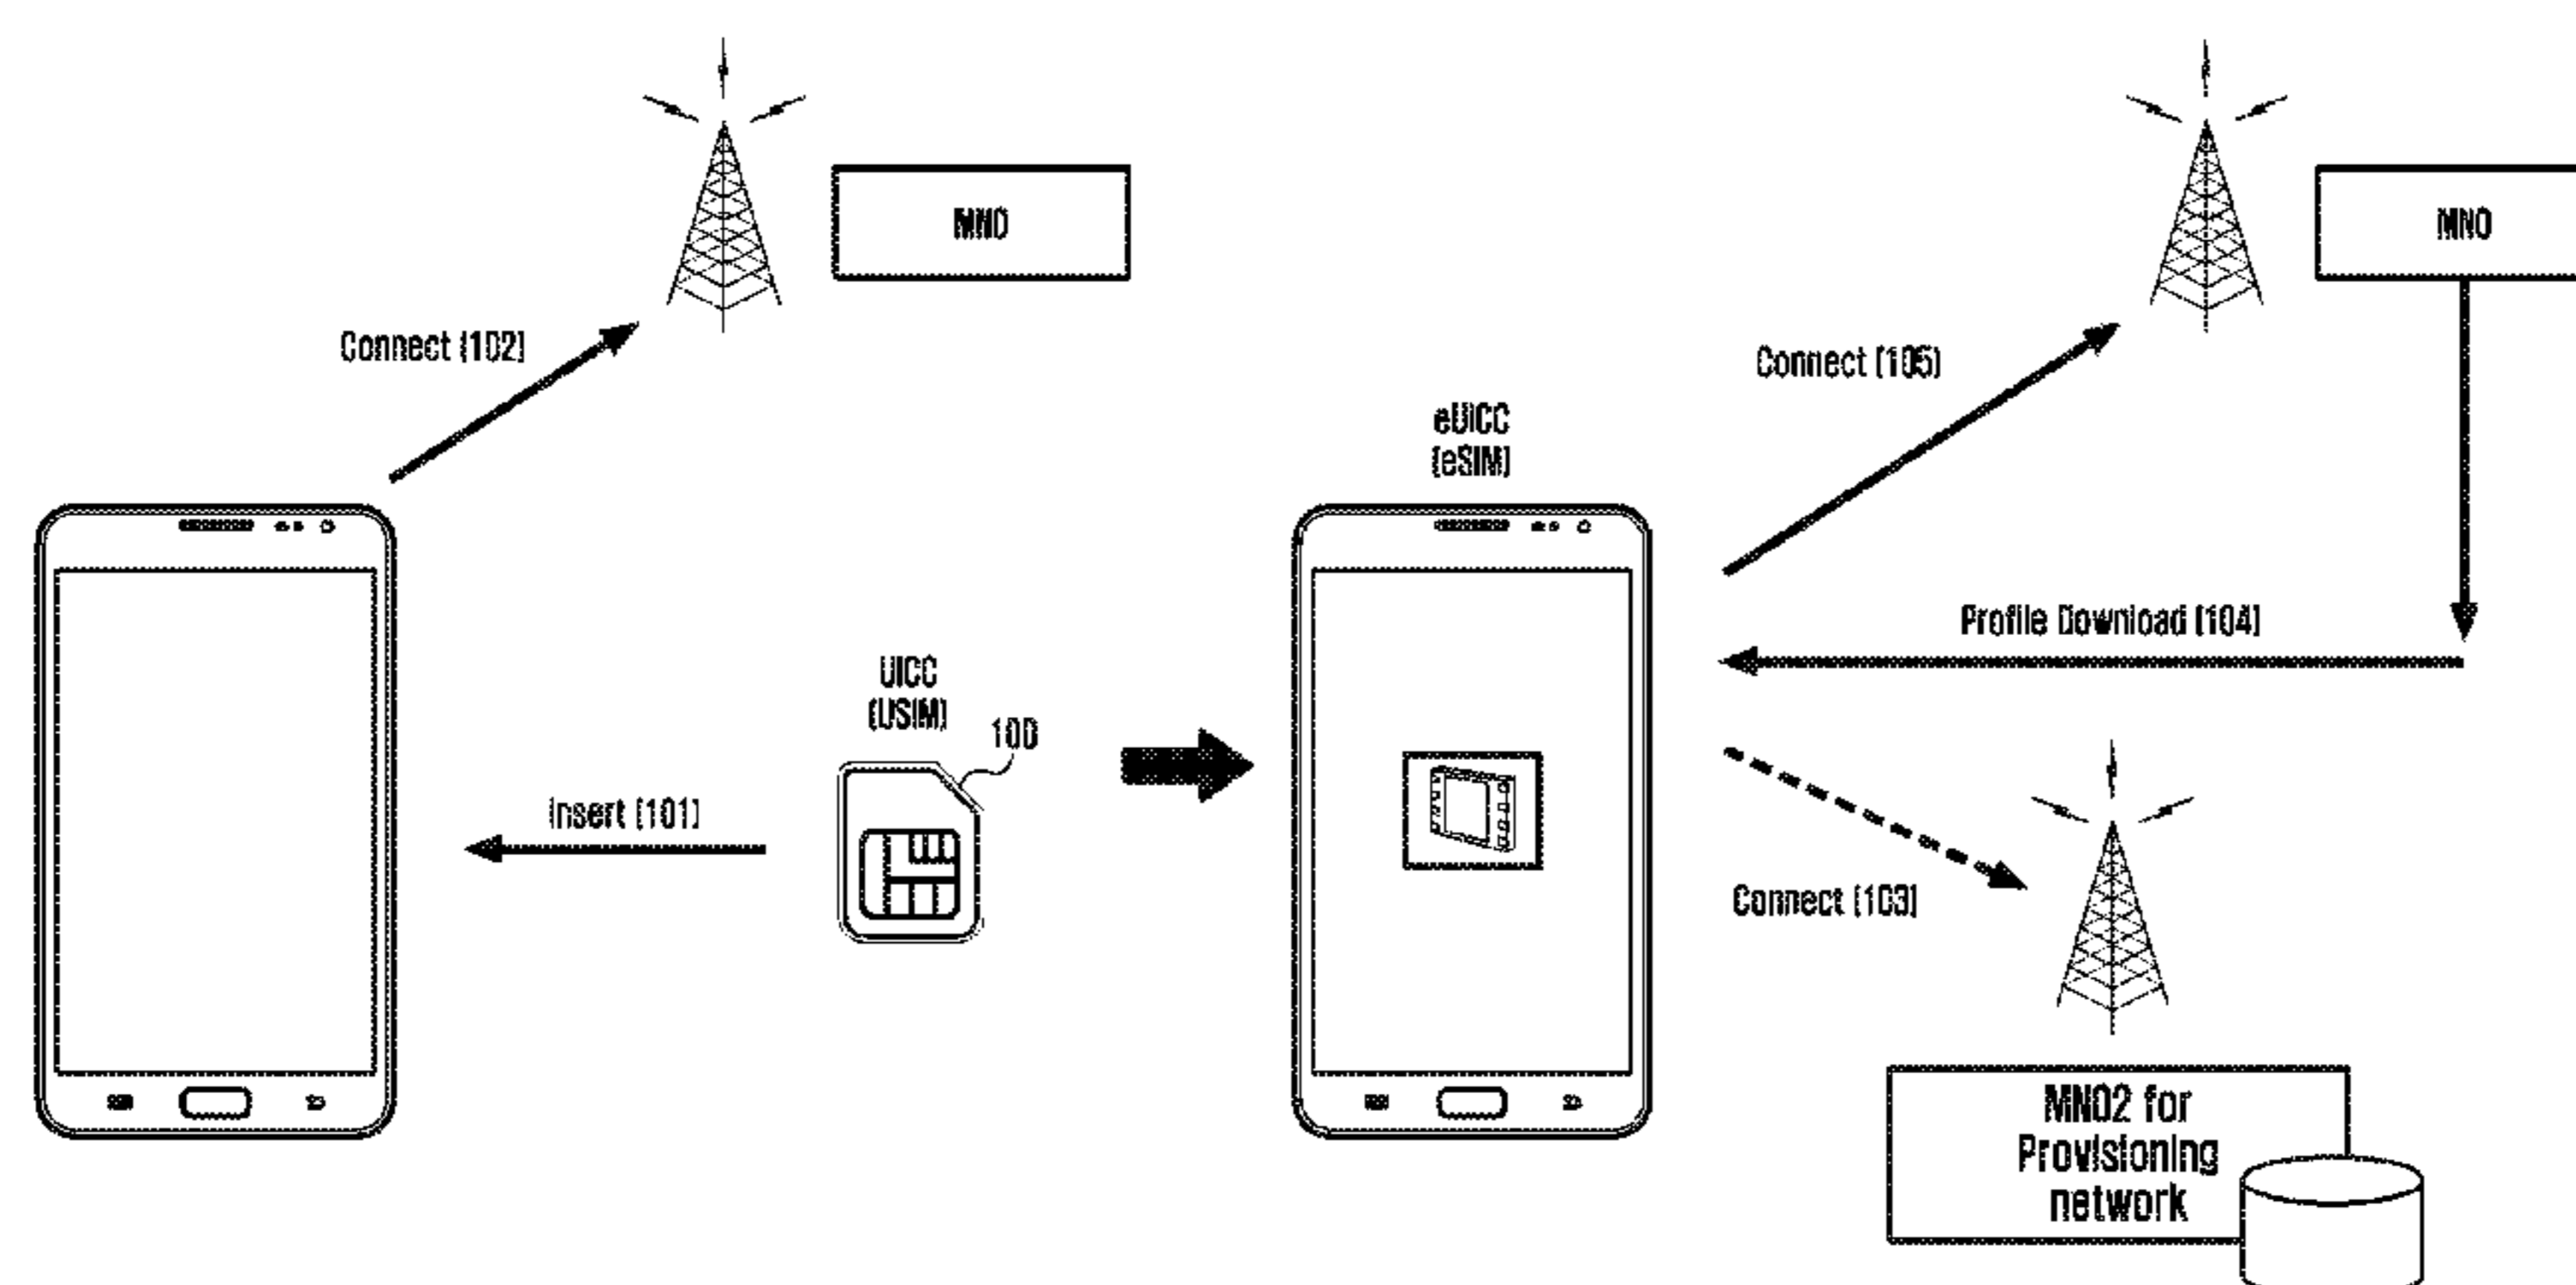 MNO
MNO
Connect (102)
Connect (105)
eUICC
(eSIM)
Profile Download (104)
UICC
(USIM)
100
Insert (101)
Connect (103)
MNO2 for
Provisioning
network